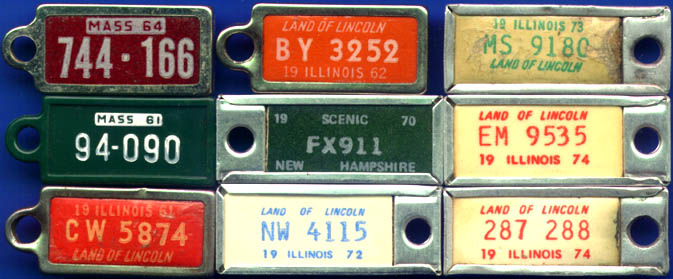 MASS 64
744·166
LAND OF LINCOLN
BY 3252
19 ILLINOIS 62
19 ILLINOIS 73
MS 9180
LAND OF LINCOLN
MASS 61
94-090
19 SCENIC 70
FX911
NEW HAMPSHIRE
LAND OF LINCOLN
EM 9535
19 ILLINOIS 74
19 ILLINOIS 61
CW 5874
LAND OF LINCOLN
LAND OF LINCOLN
NW 4115
19 ILLINOIS 72
LAND OF LINCOLN
287 288
19 ILLINOIS 74